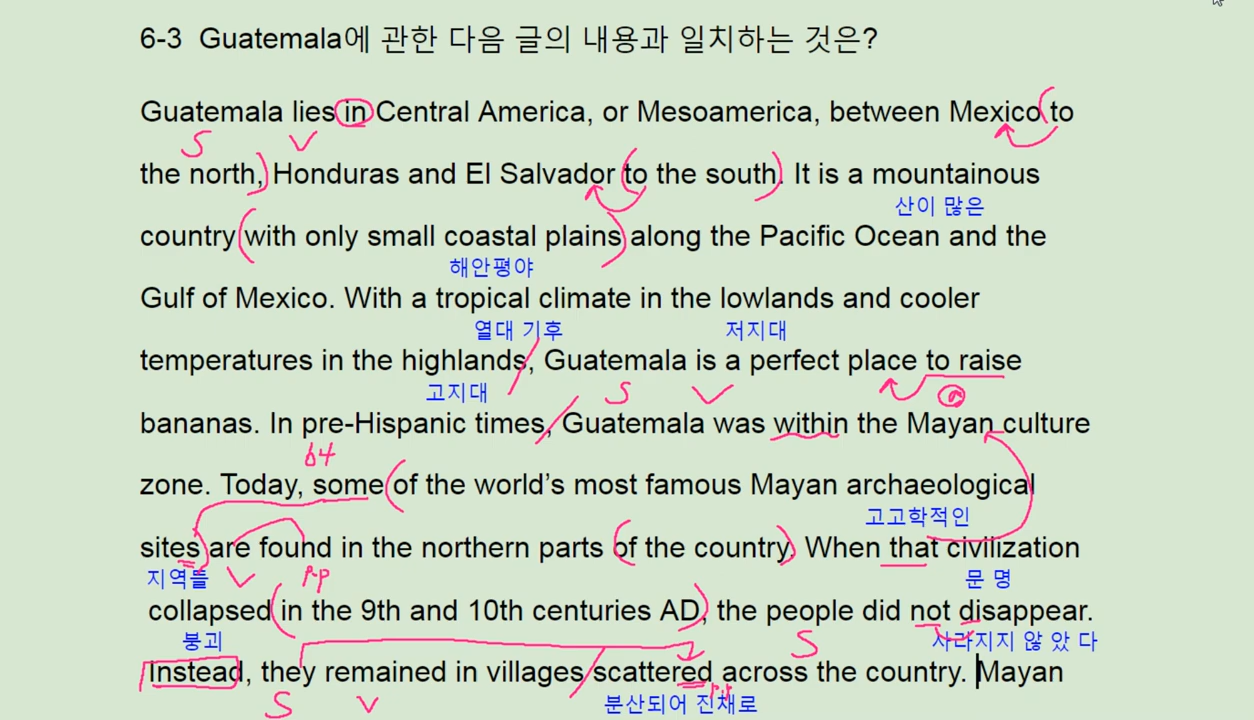 6-3 Guatemala에 관한 다음 글의 내용과 일치하는 것은?
Guatemala lies in Central America, or Mesoamerica, between Mexico to
S V
the north, Honduras and El Salvador to the south. It is a mountainous
산이 많은
country with only small coastal plains along the Pacific Ocean and the
해안평야
Gulf of Mexico. With a tropical climate in the lowlands and cooler
열대 기후 저지대
temperatures in the highlands, Guatemala is a perfect place to raise
고지대 S V
bananas. In pre-Hispanic times, Guatemala was within the Mayan culture
zone. Today, some of the world's most famous Mayan archaeological
고고학적인
sites are found in the northern parts of the country. When that civilization
지역들 V p.p 문 명
collapsed in the 9th and 10th centuries AD, the people did not disappear.
붕괴 S 사라지지 않 았 다
Instead, they remained in villages scattered across the country. Mayan
S V 분산되어 진채로